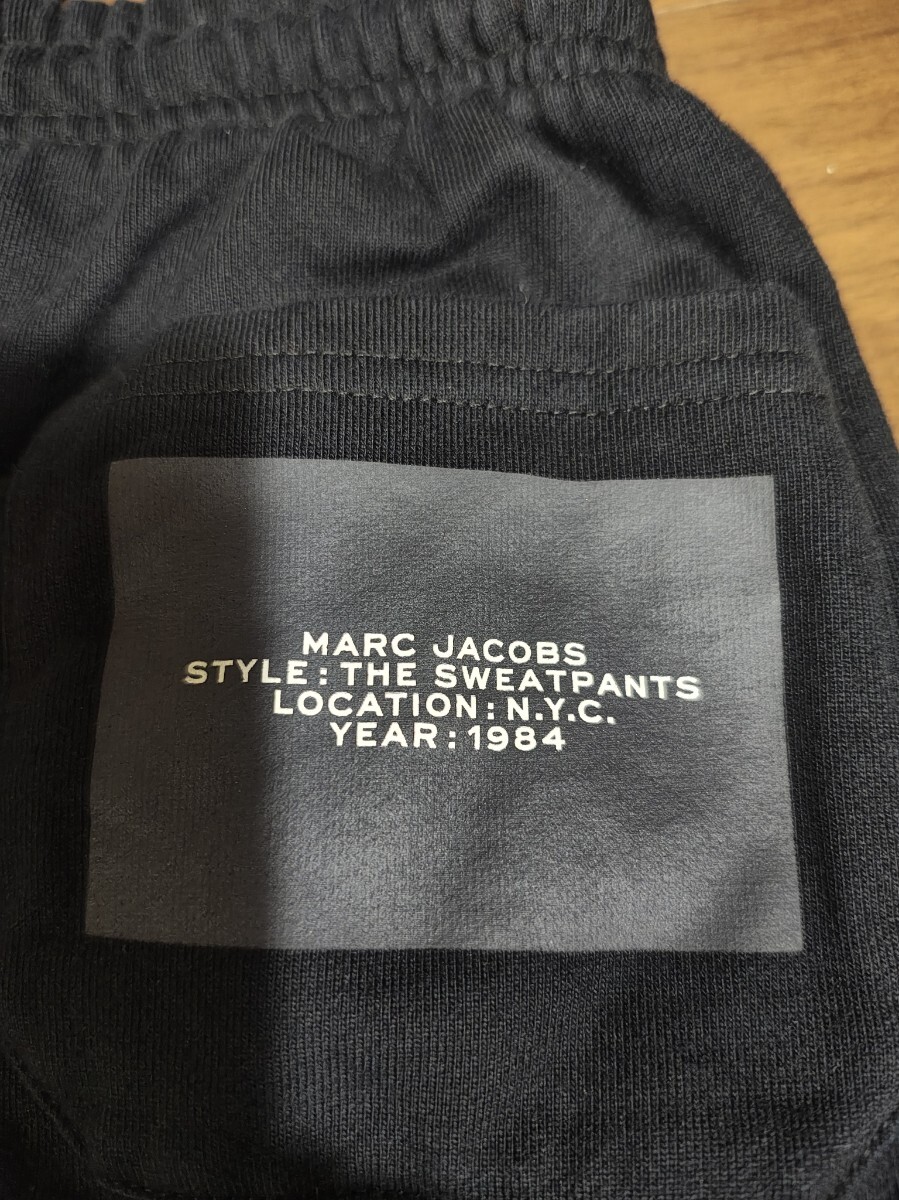 MARC JACOBS
STYLE: THE SWEATPANTS
LOCATION: N.Y.C.
YEAR: 1984